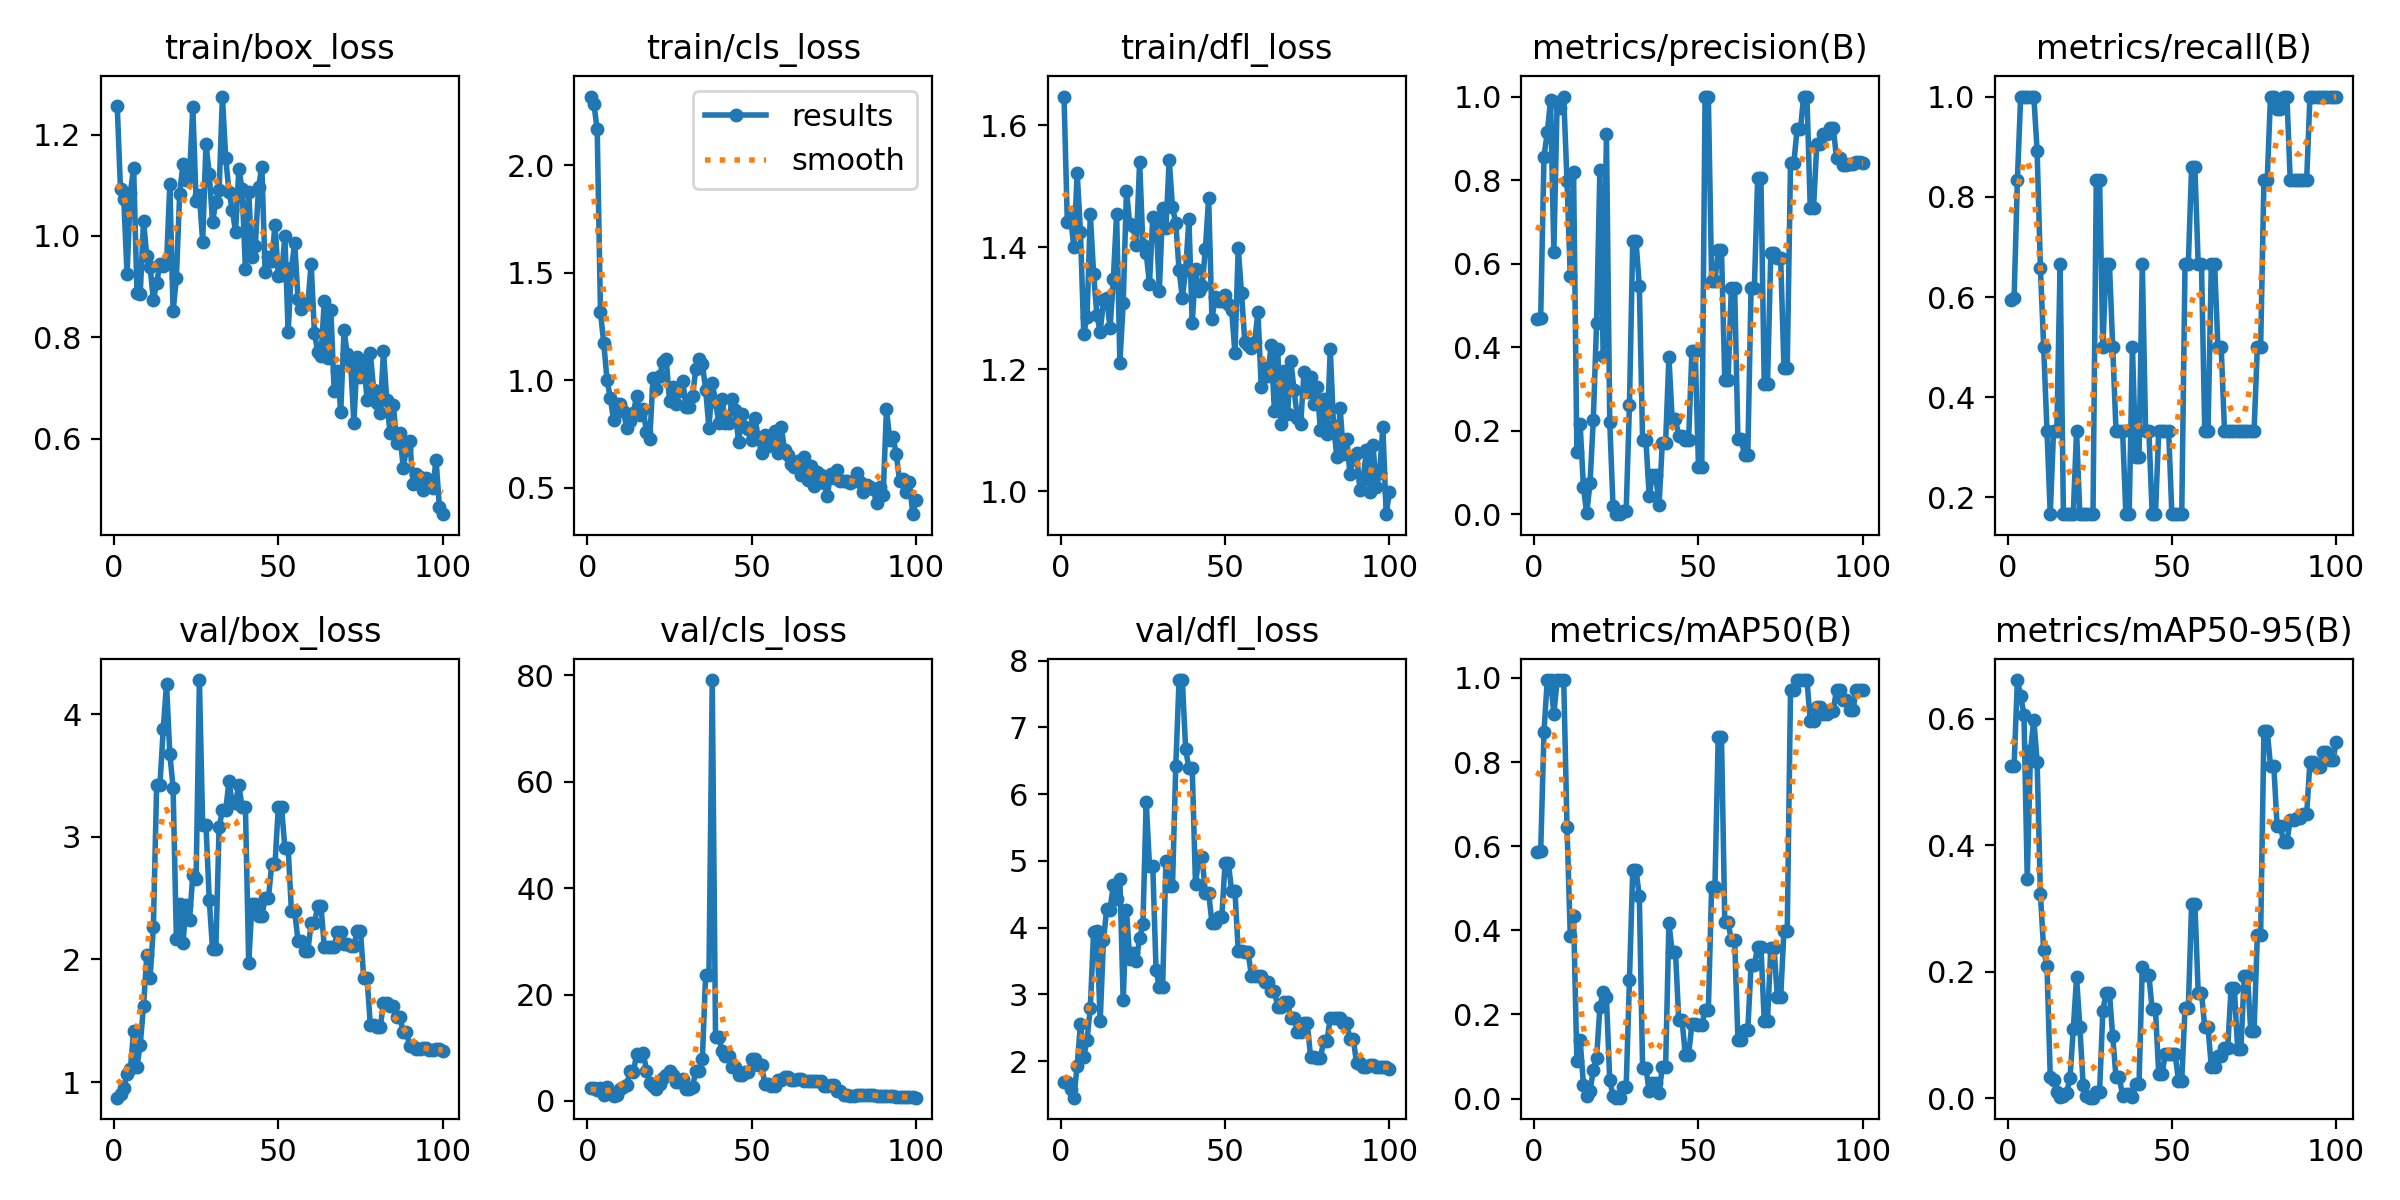 train/box_loss
train/cls_loss
train/dfl_loss
metrics/precision(B)
metrics/recall(B)
results
smooth
1.2
1.0
0.8
0.6
0 50 100
2.0
1.5
1.0
0.5
0 50 100
1.6
1.4
1.2
1.0
0 50 100
1.0
0.8
0.6
0.4
0.2
0.0
0 50 100
1.0
0.8
0.6
0.4
0.2
0 50 100
val/box_loss
val/cls_loss
val/dfl_loss
metrics/mAP50(B)
metrics/mAP50-95(B)
4
3
2
1
0 50 100
80
60
40
20
0
0 50 100
8
7
6
5
4
3
2
0 50 100
1.0
0.8
0.6
0.4
0.2
0.0
0 50 100
0.6
0.4
0.2
0.0
0 50 100